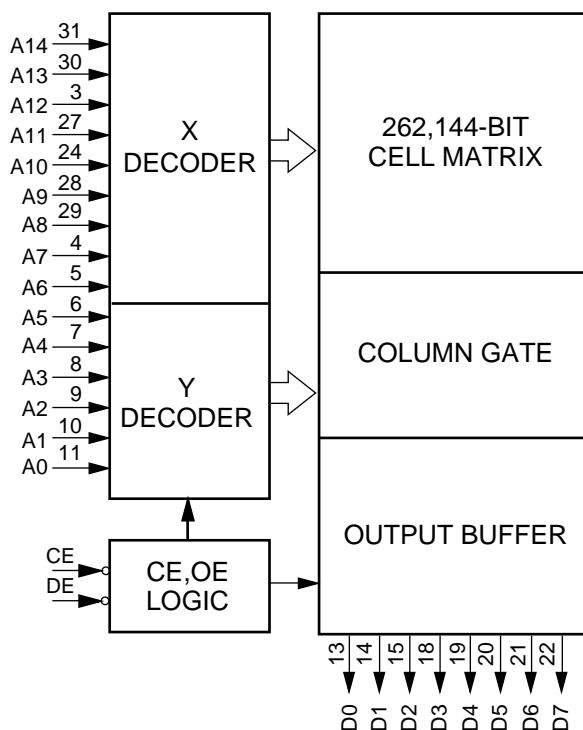 A14 31
A13 30
A12 3
A11 27
A10 24
A9 28
A8 29
A7 4
A6 5
A5 6
A4 7
A3 8
A2 9
A1 10
A0 11
X
DECODER
Y
DECODER
262,144-BIT
CELL MATRIX
COLUMN GATE
OUTPUT BUFFER
CE
DE
CE,OE
LOGIC
13 14 15 18 19 20 21 22
D0 D1 D2 D3 D4 D5 D6 D7